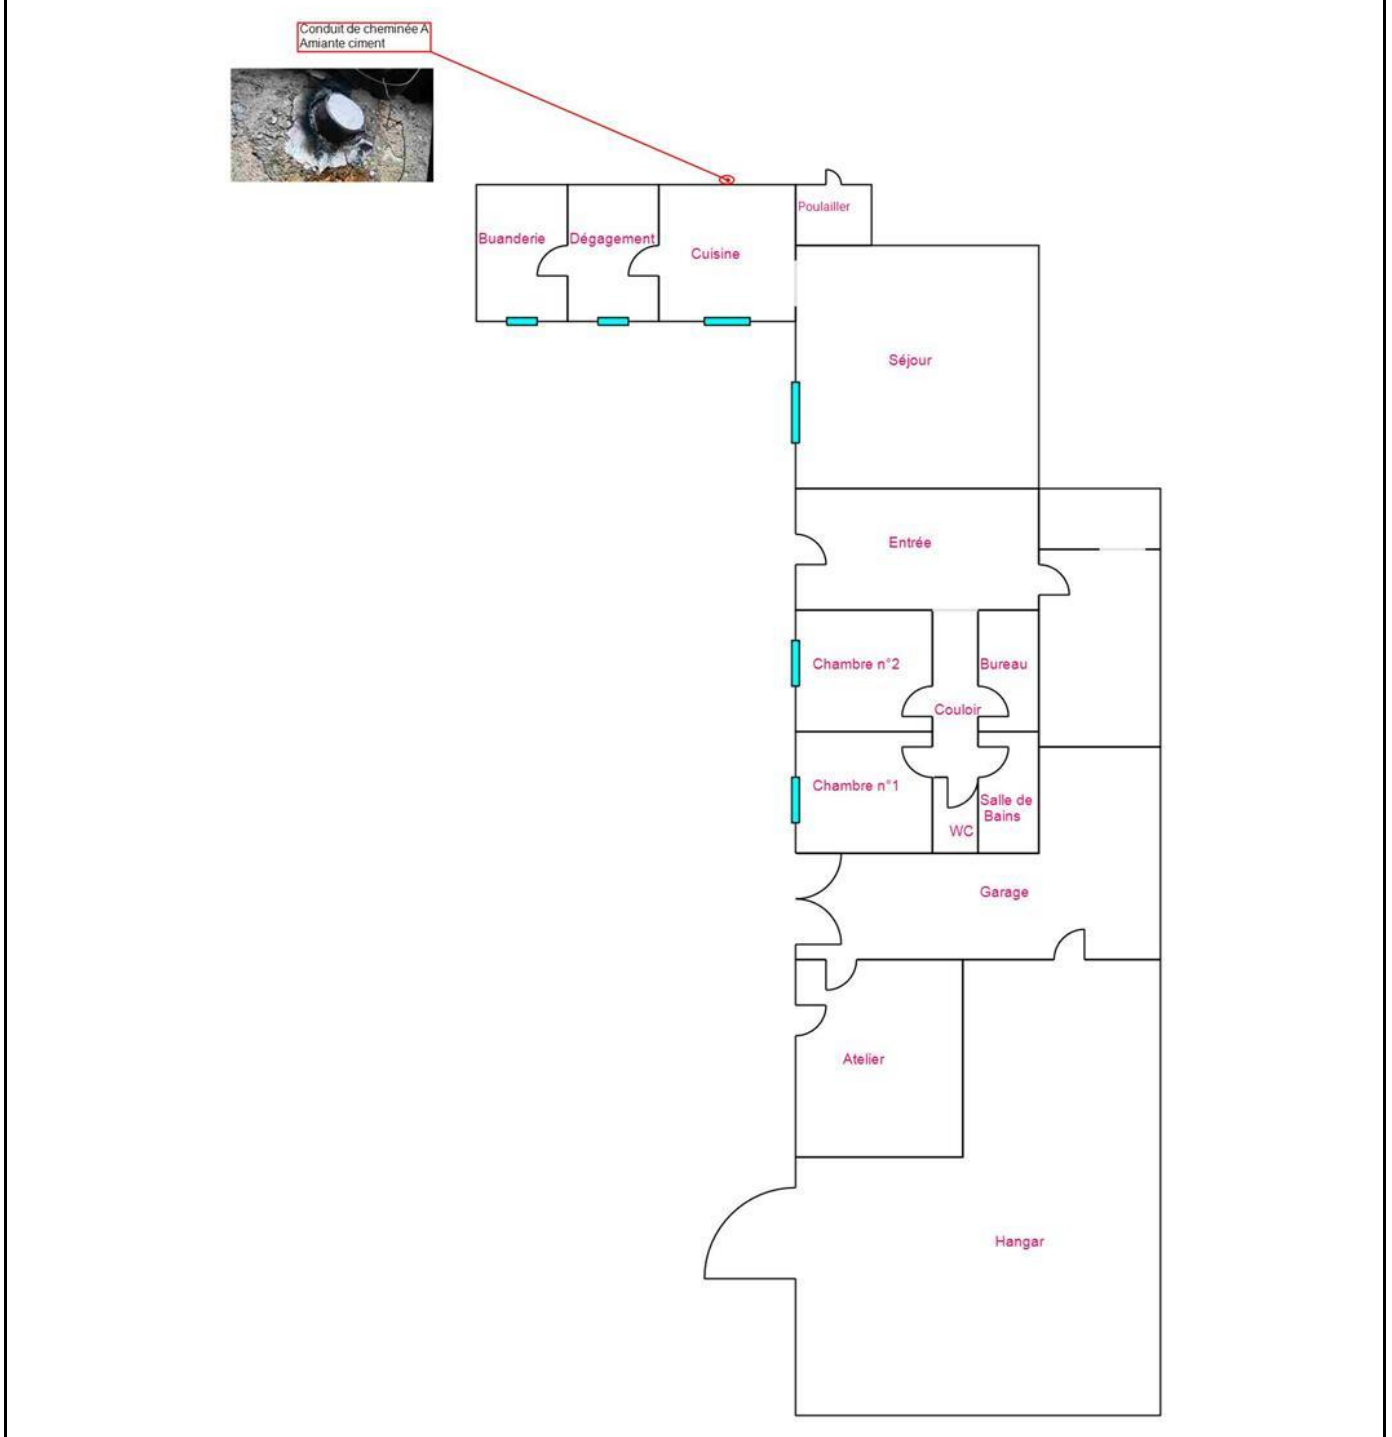 Conduit de cheminée A
Amiante ciment
Poulailler
Buanderie
Dégagement
Cuisine
Séjour
Entrée
Chambre n°2
Bureau
Couloir
Chambre n°1
Salle de
Bains
WC
Garage
Atelier
Hangar